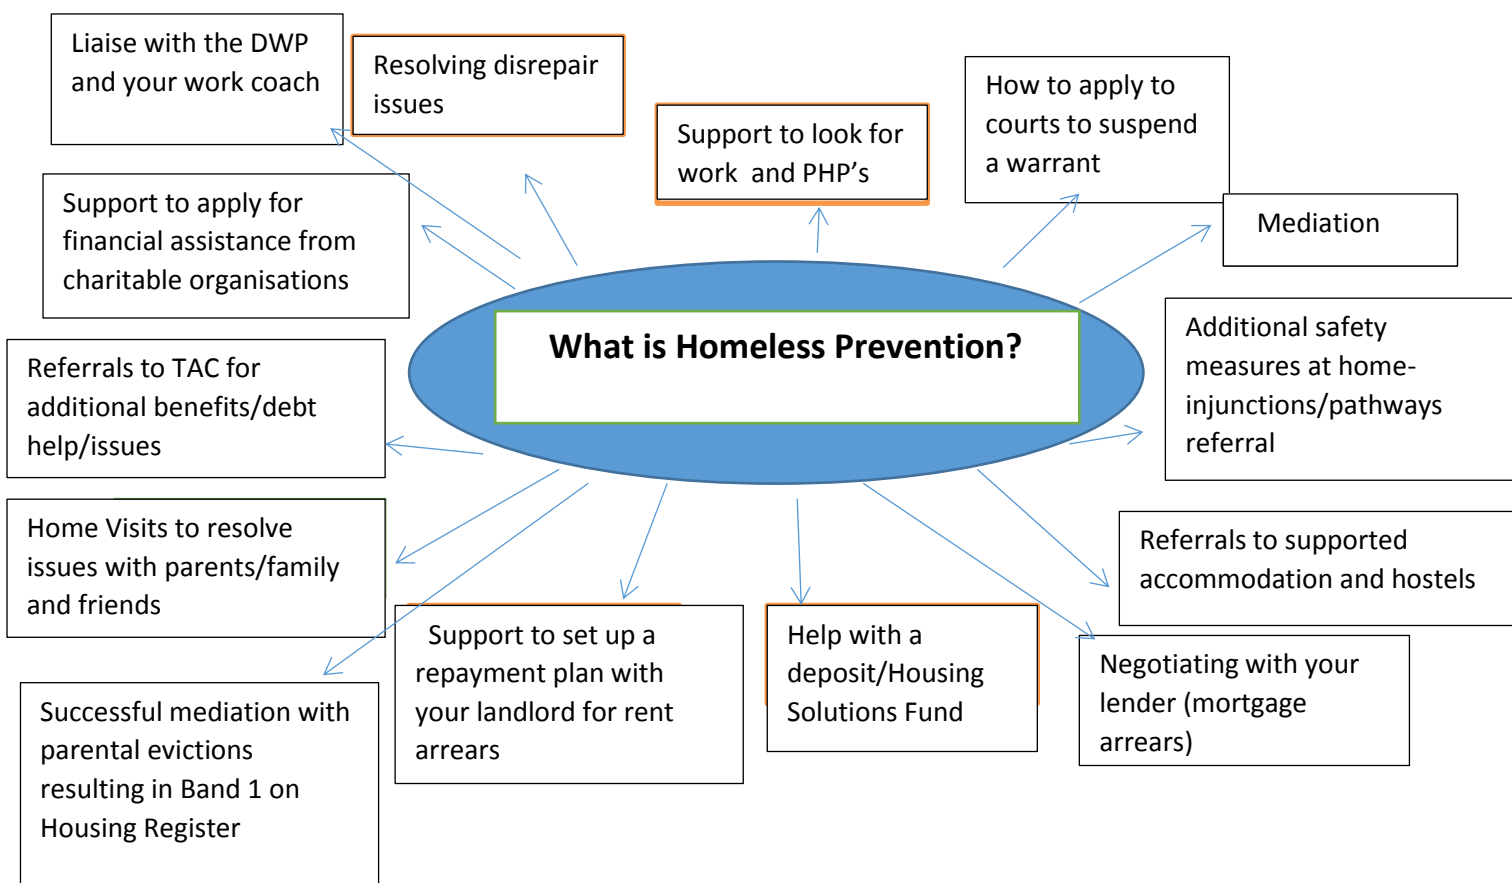 Liaise with the DWP
and your work coach
Resolving disrepair
issues
Support to look for
work and PHP’s
How to apply to
courts to suspend
a warrant
Mediation
Support to apply for
financial assistance from
charitable organisations
What is Homeless Prevention?
Additional safety
measures at home-
injunctions/pathways
referral
Referrals to TAC for
additional benefits/debt
help/issues
Home Visits to resolve
issues with parents/family
and friends
Referrals to supported
accommodation and hostels
Successful mediation with
parental evictions
resulting in Band 1 on
Housing Register
Support to set up a
repayment plan with
your landlord for rent
arrears
Help with a
deposit/Housing
Solutions Fund
Negotiating with your
lender (mortgage
arrears)